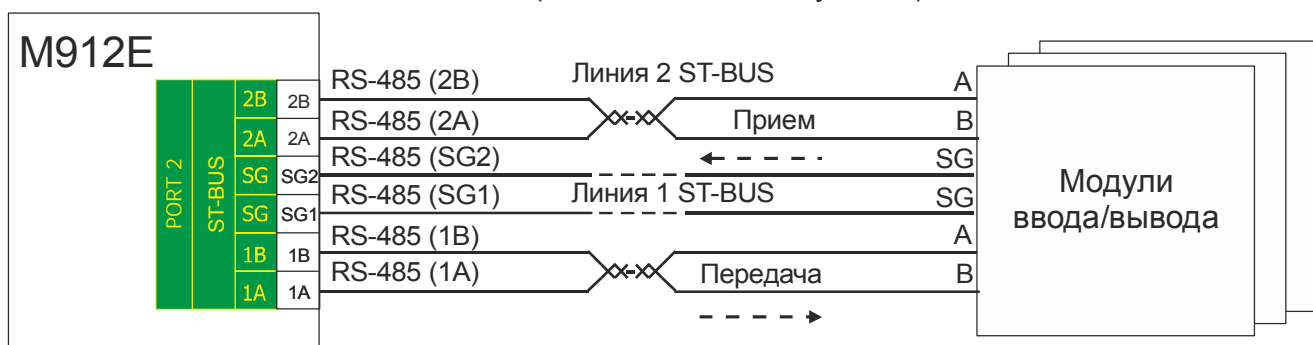 M912E
PORT 2
ST-BUS
2B 2B
2A 2A
SG SG2
SG SG1
1B 1B
1A 1A
RS-485 (2B)
RS-485 (2A)
RS-485 (SG2)
RS-485 (SG1)
RS-485 (1B)
RS-485 (1A)
Линия 2 ST-BUS
Прием
Линия 1 ST-BUS
Передача
A
B
SG
SG
A
B
Модули
ввода/вывода